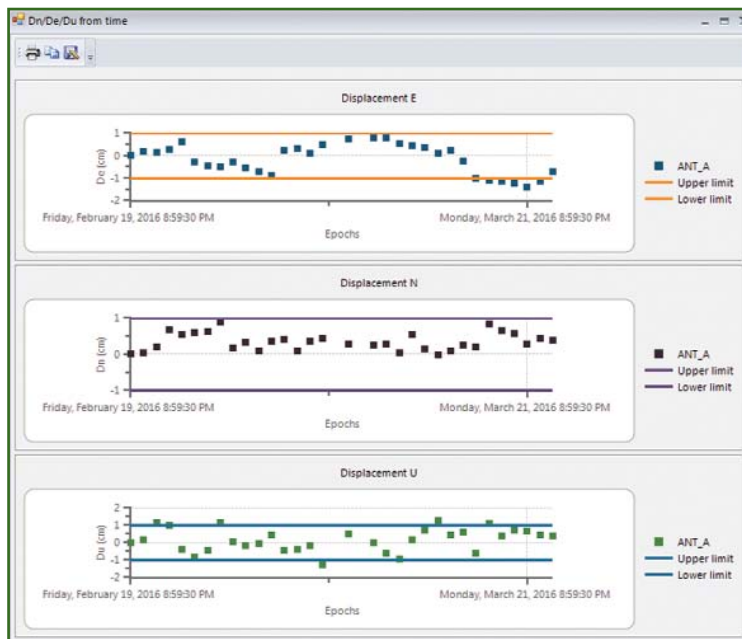 Dn/De/Du from time
Displacement E
De (cm)
1
0
-1
-2
Friday, February 19, 2016 8:59:30 PM
Monday, March 21, 2016 8:59:30 PM
Epochs
ANT_A
Upper limit
Lower limit
Displacement N
Dn (cm)
1
0
-1
Friday, February 19, 2016 8:59:30 PM
Monday, March 21, 2016 8:59:30 PM
Epochs
ANT_A
Upper limit
Lower limit
Displacement U
Du (cm)
2
1
0
-1
-2
Friday, February 19, 2016 8:59:30 PM
Monday, March 21, 2016 8:59:30 PM
Epochs
ANT_A
Upper limit
Lower limit